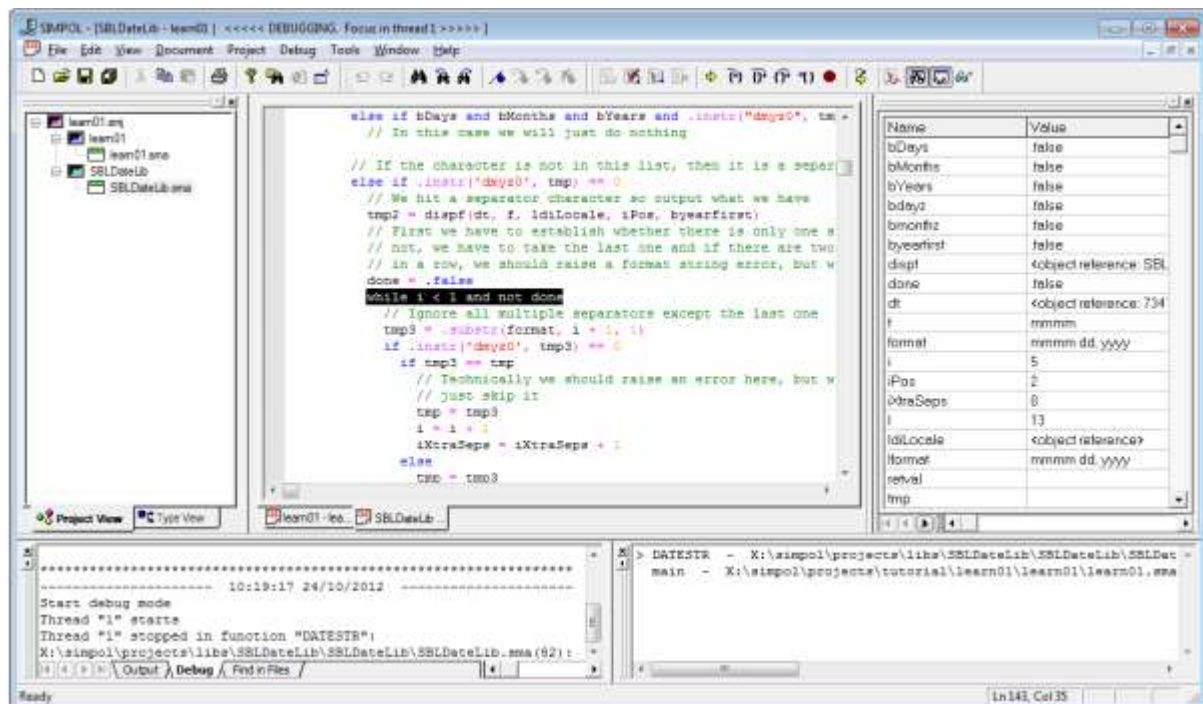 SIMPOL - [SBLDateLib - learn01 ] <<<<< DEBUGGING. Focus in thread 1 >>>>> ]
File Edit View Document Project Debug Tools Window Help
learn01.smj
learn01
learn01.sma
SBLDateLib
SBLDateLib.sma
Project View Type View
else if bDays and bMonths and bYears and .instr("dmyz0", tm
// In this case we will just do nothing
// If the character is not in this list, then it is a separ
else if .instr("dmyz0", tmp) == 0
// We hit a separator character so output what we have
tmp2 = dispf(dt, f, ldiLocale, iPos, byearfirst)
// First we have to establish whether there is only one s
// not, we have to take the last one and if there are two
// in a row, we should raise a format string error, but w
done = .false
while i < l and not done
// Ignore all multiple separators except the last one
tmp3 = .substr(format, i + 1, 1)
if .instr("dmyz0", tmp3) == 0
if tmp3 == tmp
// Technically we should raise an error here, but w
// just skip it
tmp = tmp3
i = i + 1
iXtraSeps = iXtraSeps + 1
else
tmp = tmp3
learn01 - lea... SBLDateLib ...
Name Value
bDays false
bMonths false
bYears false
bdayz false
bmonthz false
byearfirst false
dispf <object reference: SBL
done false
dt <object reference: 734
f mmmm
format mmmm dd, yyyy
i 5
iPos 2
iXtraSeps 0
l 13
ldiLocale <object reference>
lformat mmmm dd, yyyy
retval
tmp
---------------------- 10:19:17 24/10/2012 ----------------------
Start debug mode
Thread "1" starts
Thread "1" stopped in function "DATESTR":
X:\simpol\projects\libs\SBLDateLib\SBLDateLib\SBLDateLib.sma(82):
Output Debug Find in Files
> DATESTR - X:\simpol\projects\libs\SBLDateLib\SBLDateLib\SBLDat
main - X:\simpol\projects\tutorial\learn01\learn01\learn01.sma
Ready Ln 143, Col 35